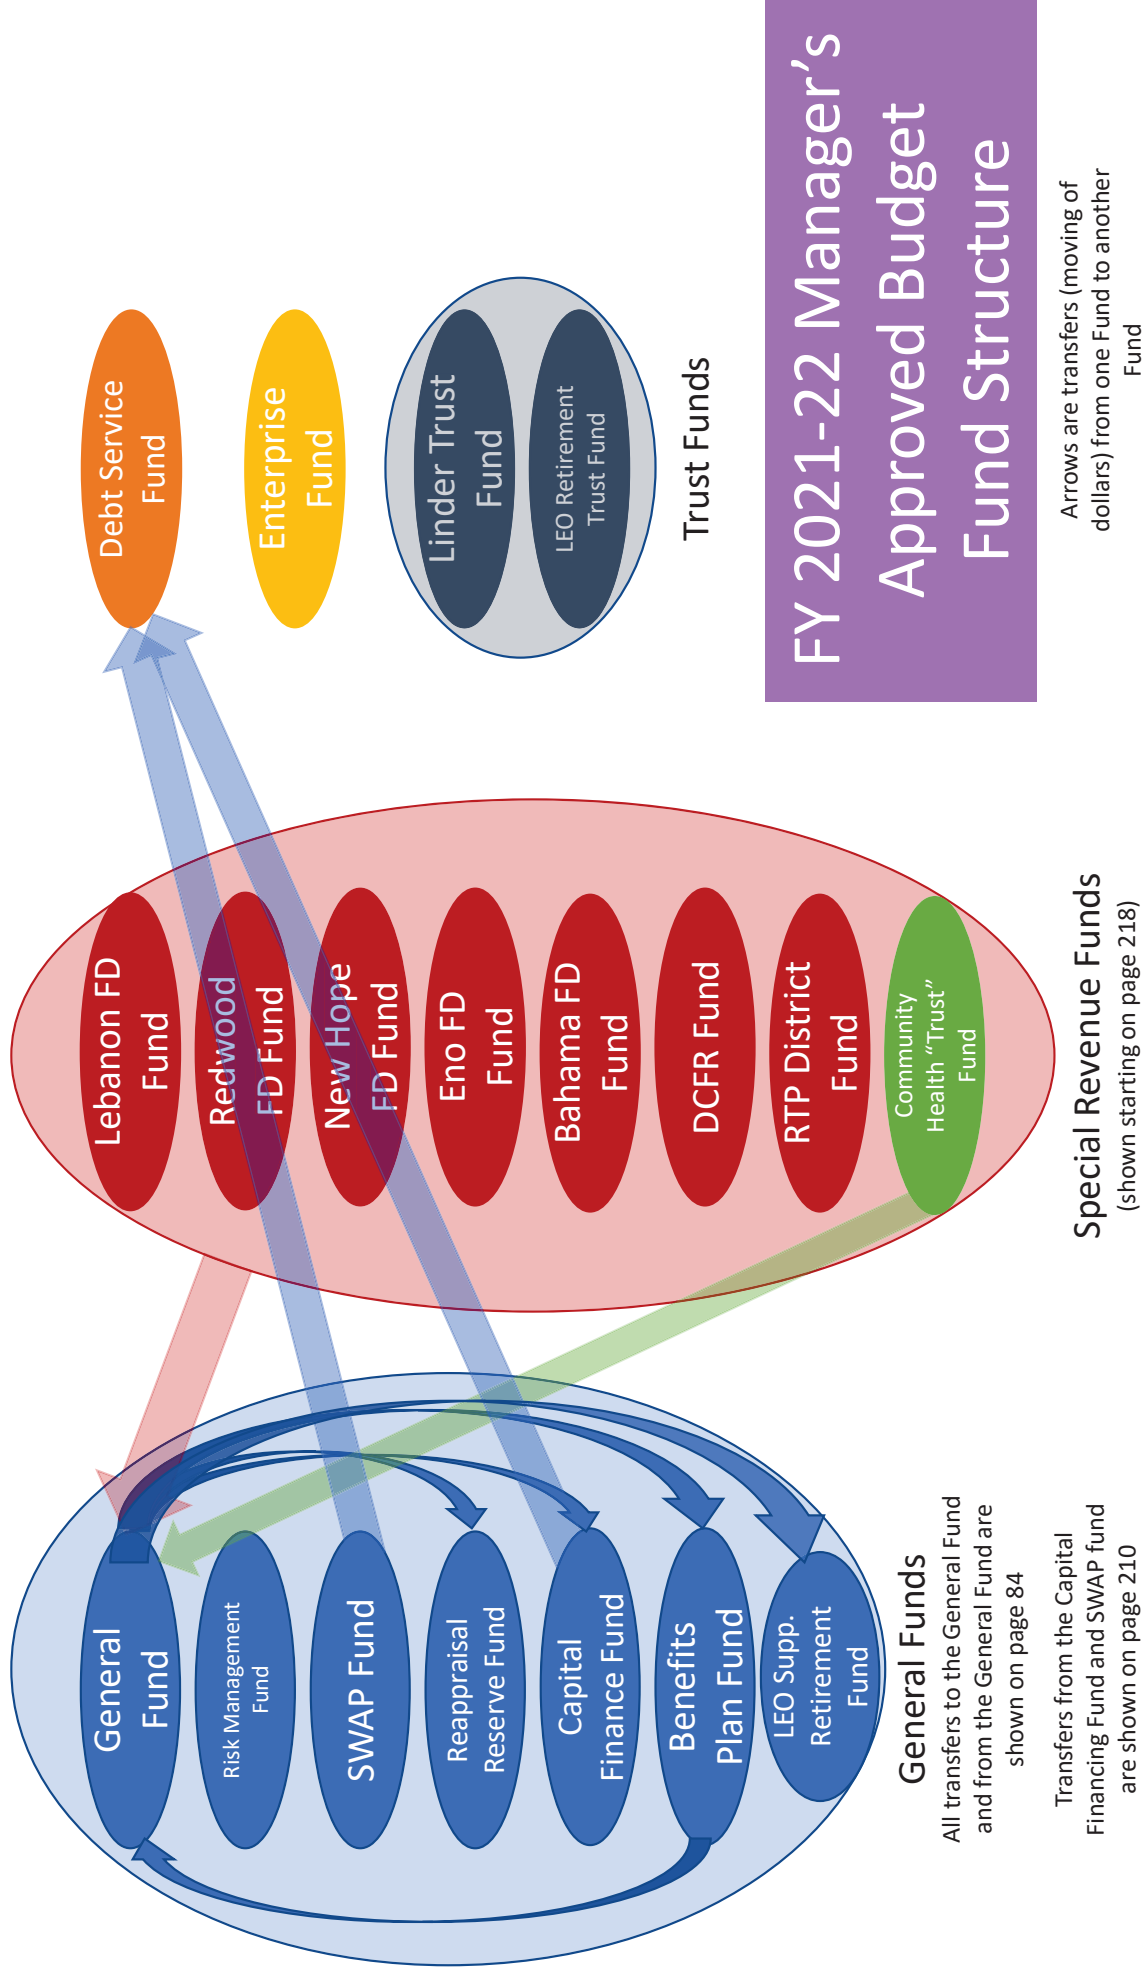 General
Fund
Risk Management
Fund
SWAP Fund
Reappraisal
Reserve Fund
Capital
Finance Fund
Benefits
Plan Fund
LEO Supp.
Retirement
Fund
General Funds
All transfers to the General Fund
and from the General Fund are
shown on page 84
Transfers from the Capital
Financing Fund and SWAP fund
are shown on page 210
Lebanon FD
Fund
Redwood
FD Fund
New Hope
FD Fund
Eno FD
Fund
Bahama FD
Fund
DCFR Fund
RTP District
Fund
Community
Health “Trust”
Fund
Special Revenue Funds
(shown starting on page 218)
Debt Service
Fund
Enterprise
Fund
Linder Trust
Fund
LEO Retirement
Trust Fund
Trust Funds
FY 2021-22 Manager’s
Approved Budget
Fund Structure
Arrows are transfers (moving of
dollars) from one Fund to another
Fund